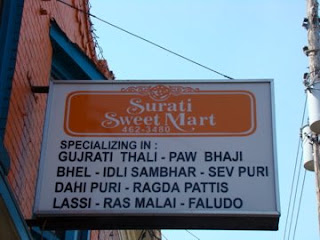 Surati
Sweet Mart
462-3480
SPECIALIZING IN :
GUJRATI THALI - PAW BHAJI
BHEL - IDLI SAMBHAR - SEV PURI
DAHI PURI - RAGDA PATTIS
LASSI - RAS MALAI - FALUDO